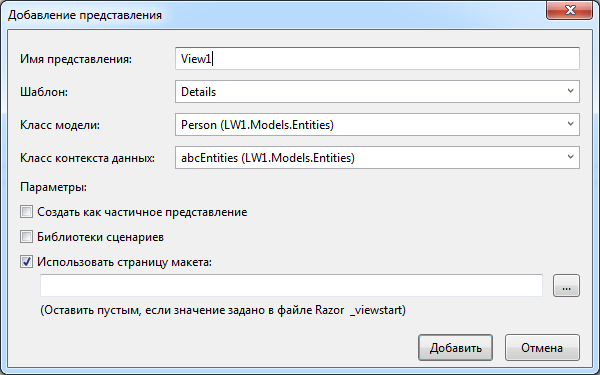 Добавление представления
Имя представления: View1
Шаблон: Details
Класс модели: Person (LW1.Models.Entities)
Класс контекста данных: abcEntities (LW1.Models.Entities)
Параметры:
Создать как частичное представление
Библиотеки сценариев
Использовать страницу макета:
...
(Оставить пустым, если значение задано в файле Razor _viewstart)
Добавить Отмена